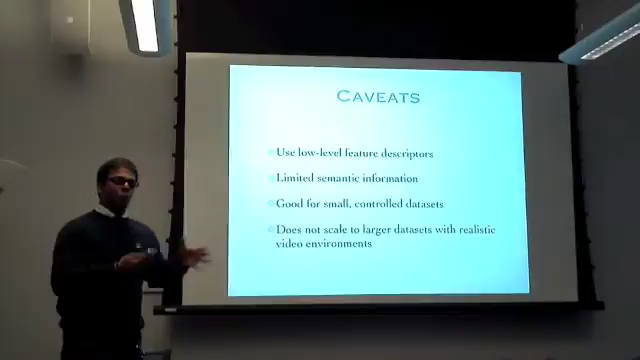 CAVEATS
Use low-level feature descriptors
Limited semantic information
Good for small, controlled datasets
Does not scale to larger datasets with realistic
video environments